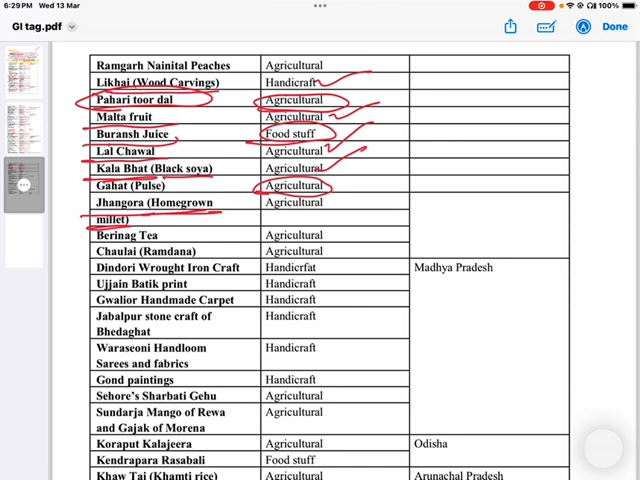 6:29 PM Wed 13 Mar
100%
GI tag.pdf
Done
Ramgarh Nainital Peaches Agricultural
Likhai (Wood Carvings) Handicraft
Pahari toor dal Agricultural
Malta fruit Agricultural
Buransh Juice Food stuff
Lal Chawal Agricultural
Kala Bhat (Black soya) Agricultural
Gahat (Pulse) Agricultural
Jhangora (Homegrown Agricultural
millet)
Berinag Tea Agricultural
Chaulai (Ramdana) Agricultural
Dindori Wrought Iron Craft Handicrfat Madhya Pradesh
Ujjain Batik print Handicraft
Gwalior Handmade Carpet Handicraft
Jabalpur stone craft of Handicraft
Bhedaghat
Waraseoni Handloom Handicraft
Sarees and fabrics
Gond paintings Handicraft
Sehore's Sharbati Gehu Agricultural
Sundarja Mango of Rewa Agricultural
and Gajak of Morena
Koraput Kalajeera Agricultural Odisha
Kendrapara Rasabali Food stuff
Khaw Tai (Khamti rice) Agricultural Arunachal Pradesh